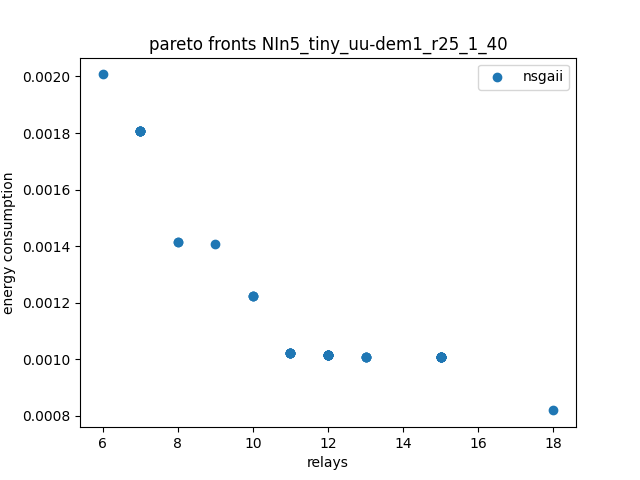 pareto fronts NIn5_tiny_uu-dem1_r25_1_40
nsgaii
energy consumption
0.0020
0.0018
0.0016
0.0014
0.0012
0.0010
0.0008
6 8 10 12 14 16 18
relays